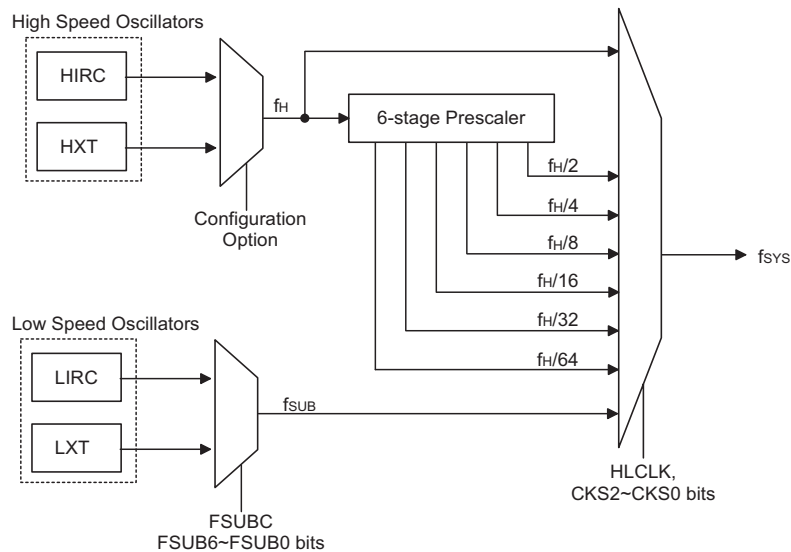 High Speed Oscillators
HIRC
HXT
fH
6-stage Prescaler
Configuration
Option
fH/2
fH/4
fH/8
fH/16
fH/32
fH/64
fSYS
Low Speed Oscillators
LIRC
LXT
fSUB
HLCLK,
CKS2~CKS0 bits
FSUBC
FSUB6~FSUB0 bits